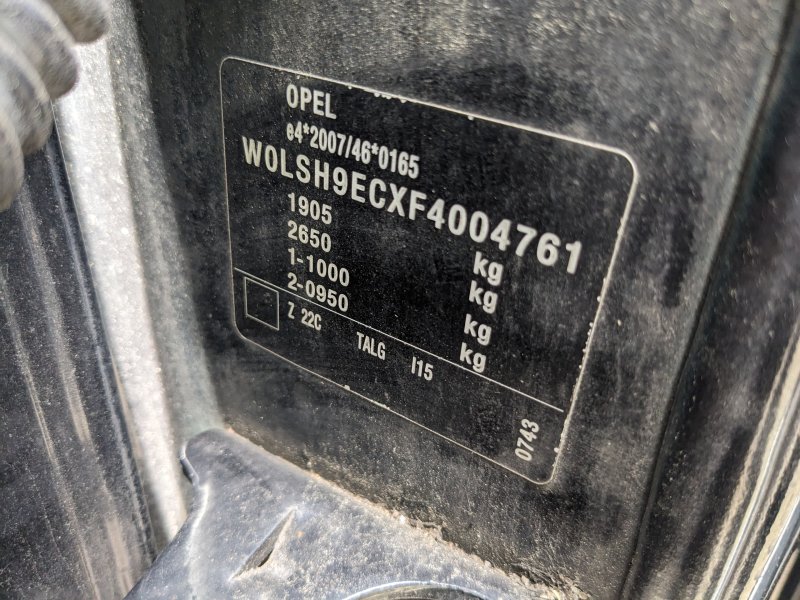 OPEL
e4*2007/46*0165
W0LSH9ECXF4004761
1905 kg
2650 kg
1-1000 kg
2-0950 kg
Z 22C TALG I15
0743